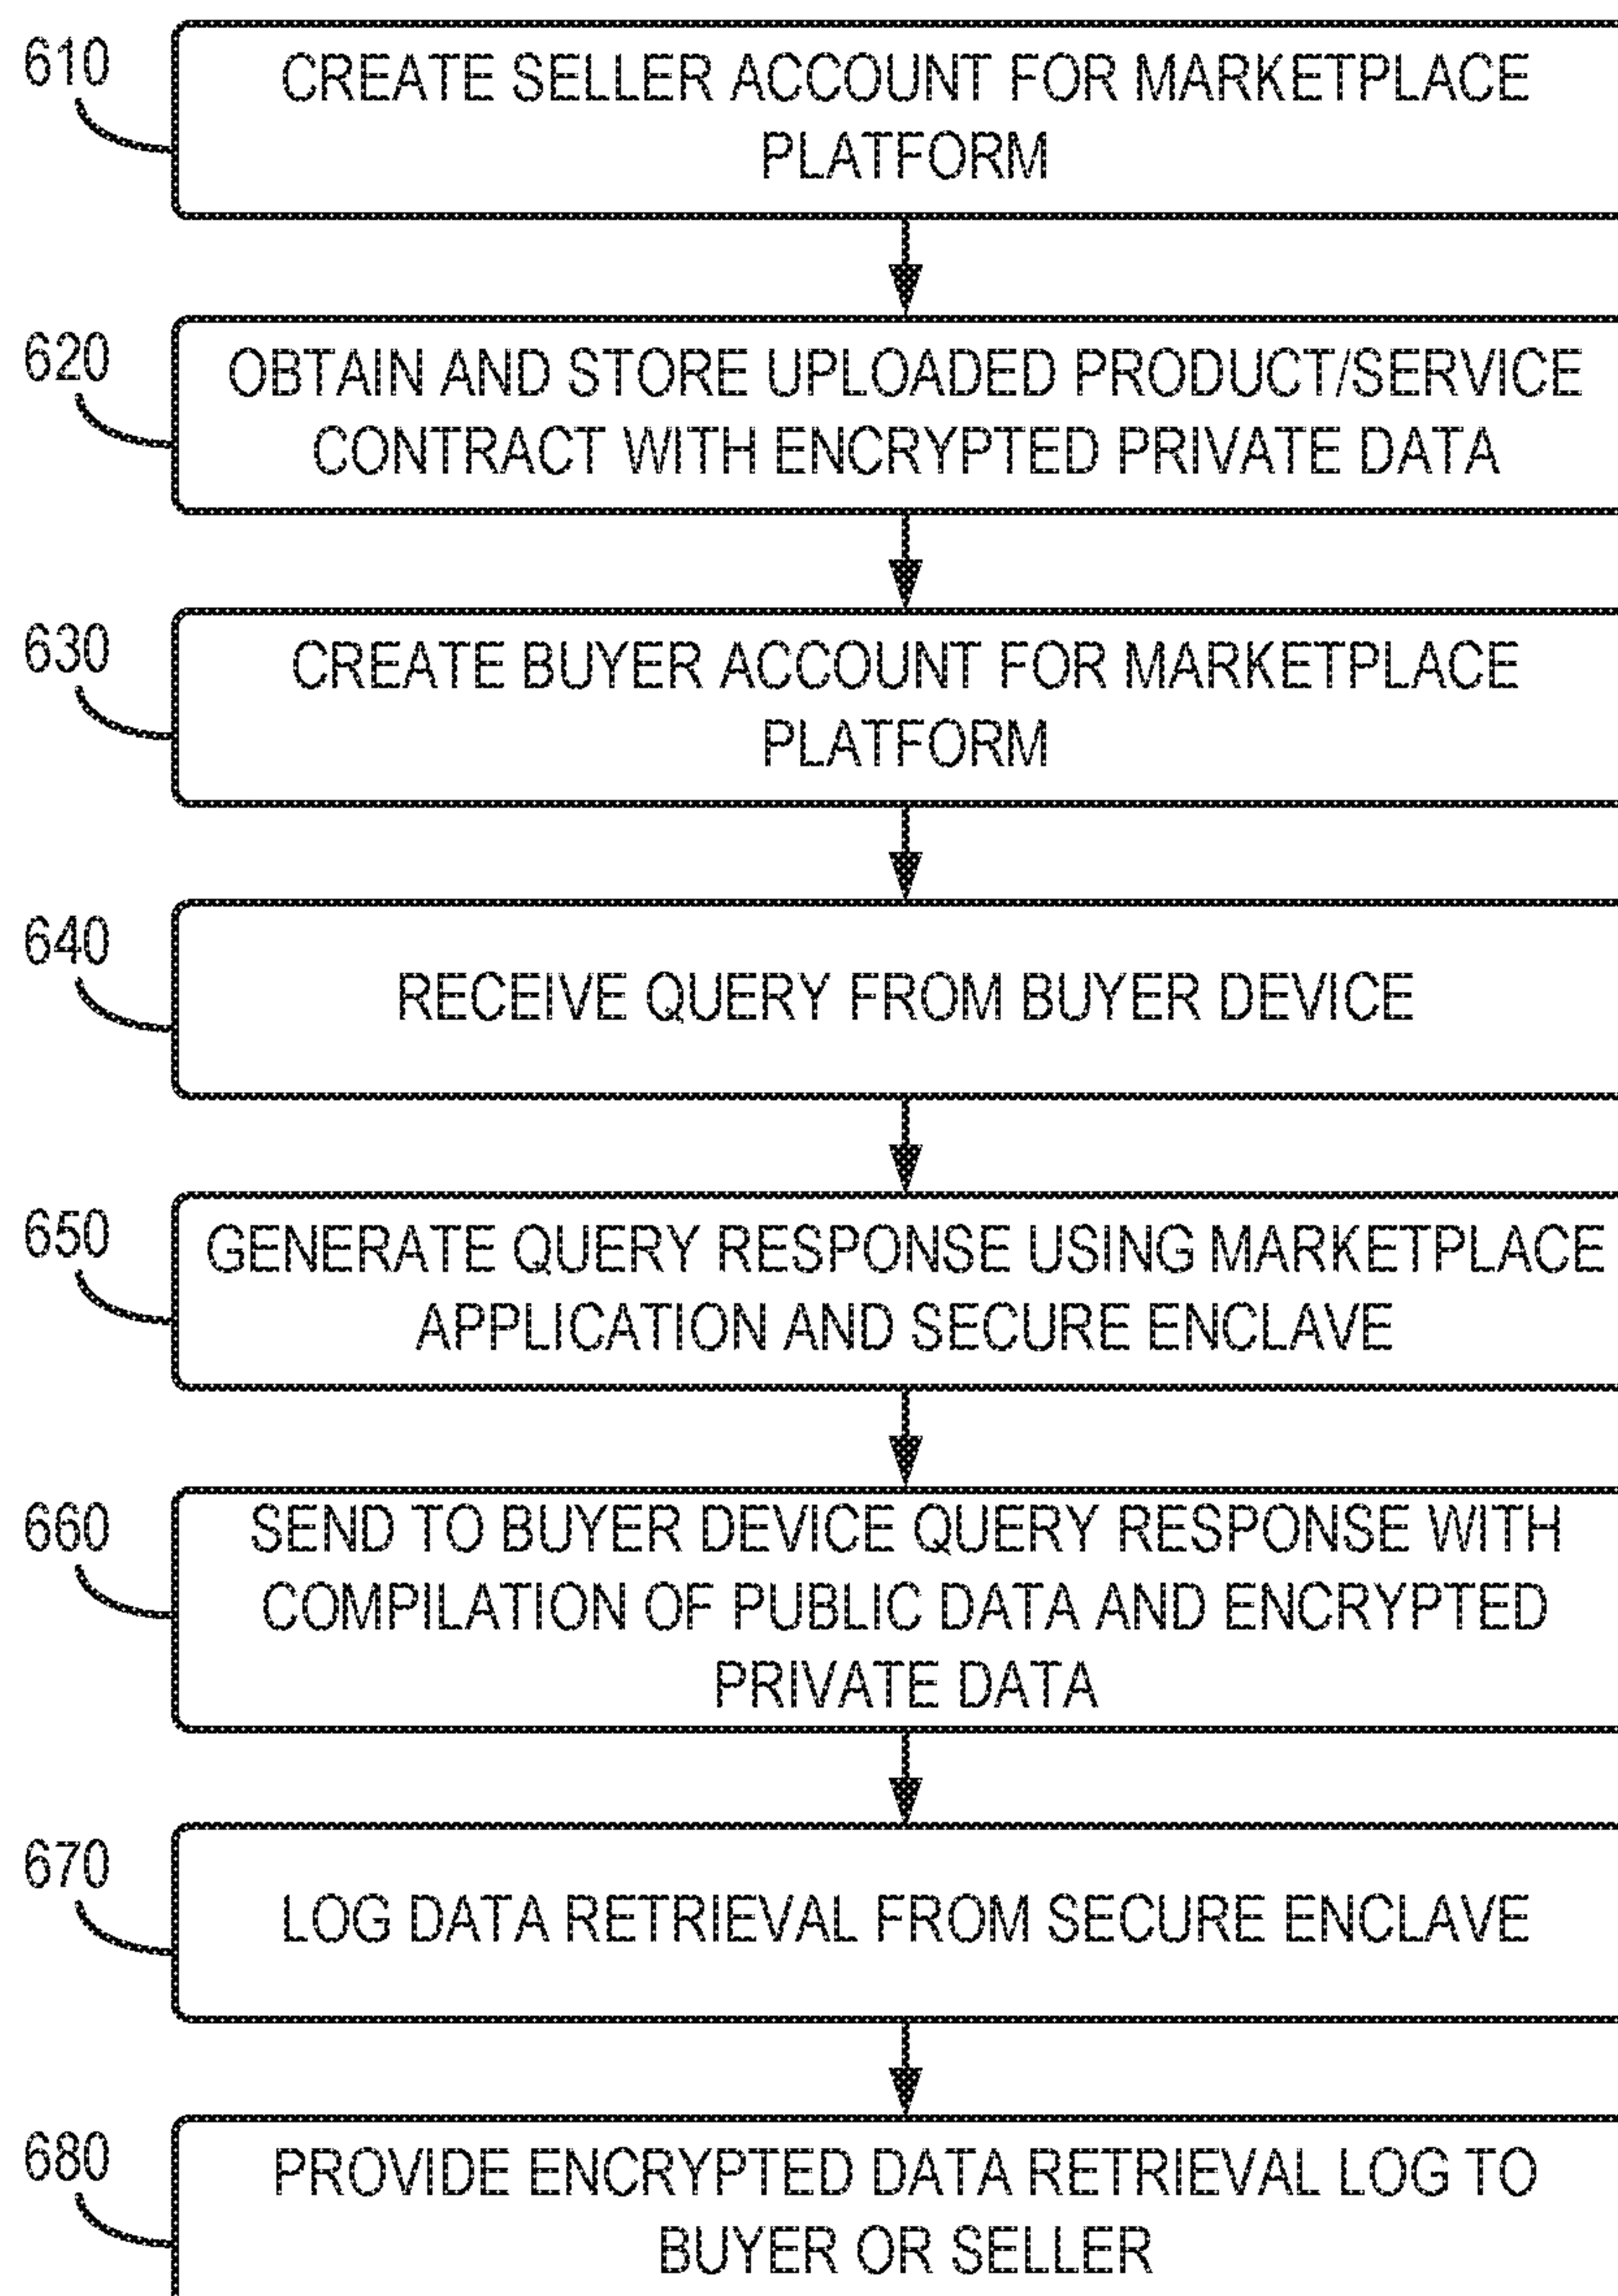 610
CREATE SELLER ACCOUNT FOR MARKETPLACE
PLATFORM
620
OBTAIN AND STORE UPLOADED PRODUCT/SERVICE
CONTRACT WITH ENCRYPTED PRIVATE DATA
630
CREATE BUYER ACCOUNT FOR MARKETPLACE
PLATFORM
640
RECEIVE QUERY FROM BUYER DEVICE
650
GENERATE QUERY RESPONSE USING MARKETPLACE
APPLICATION AND SECURE ENCLAVE
660
SEND TO BUYER DEVICE QUERY RESPONSE WITH
COMPILATION OF PUBLIC DATA AND ENCRYPTED
PRIVATE DATA
670
LOG DATA RETRIEVAL FROM SECURE ENCLAVE
680
PROVIDE ENCRYPTED DATA RETRIEVAL LOG TO
BUYER OR SELLER